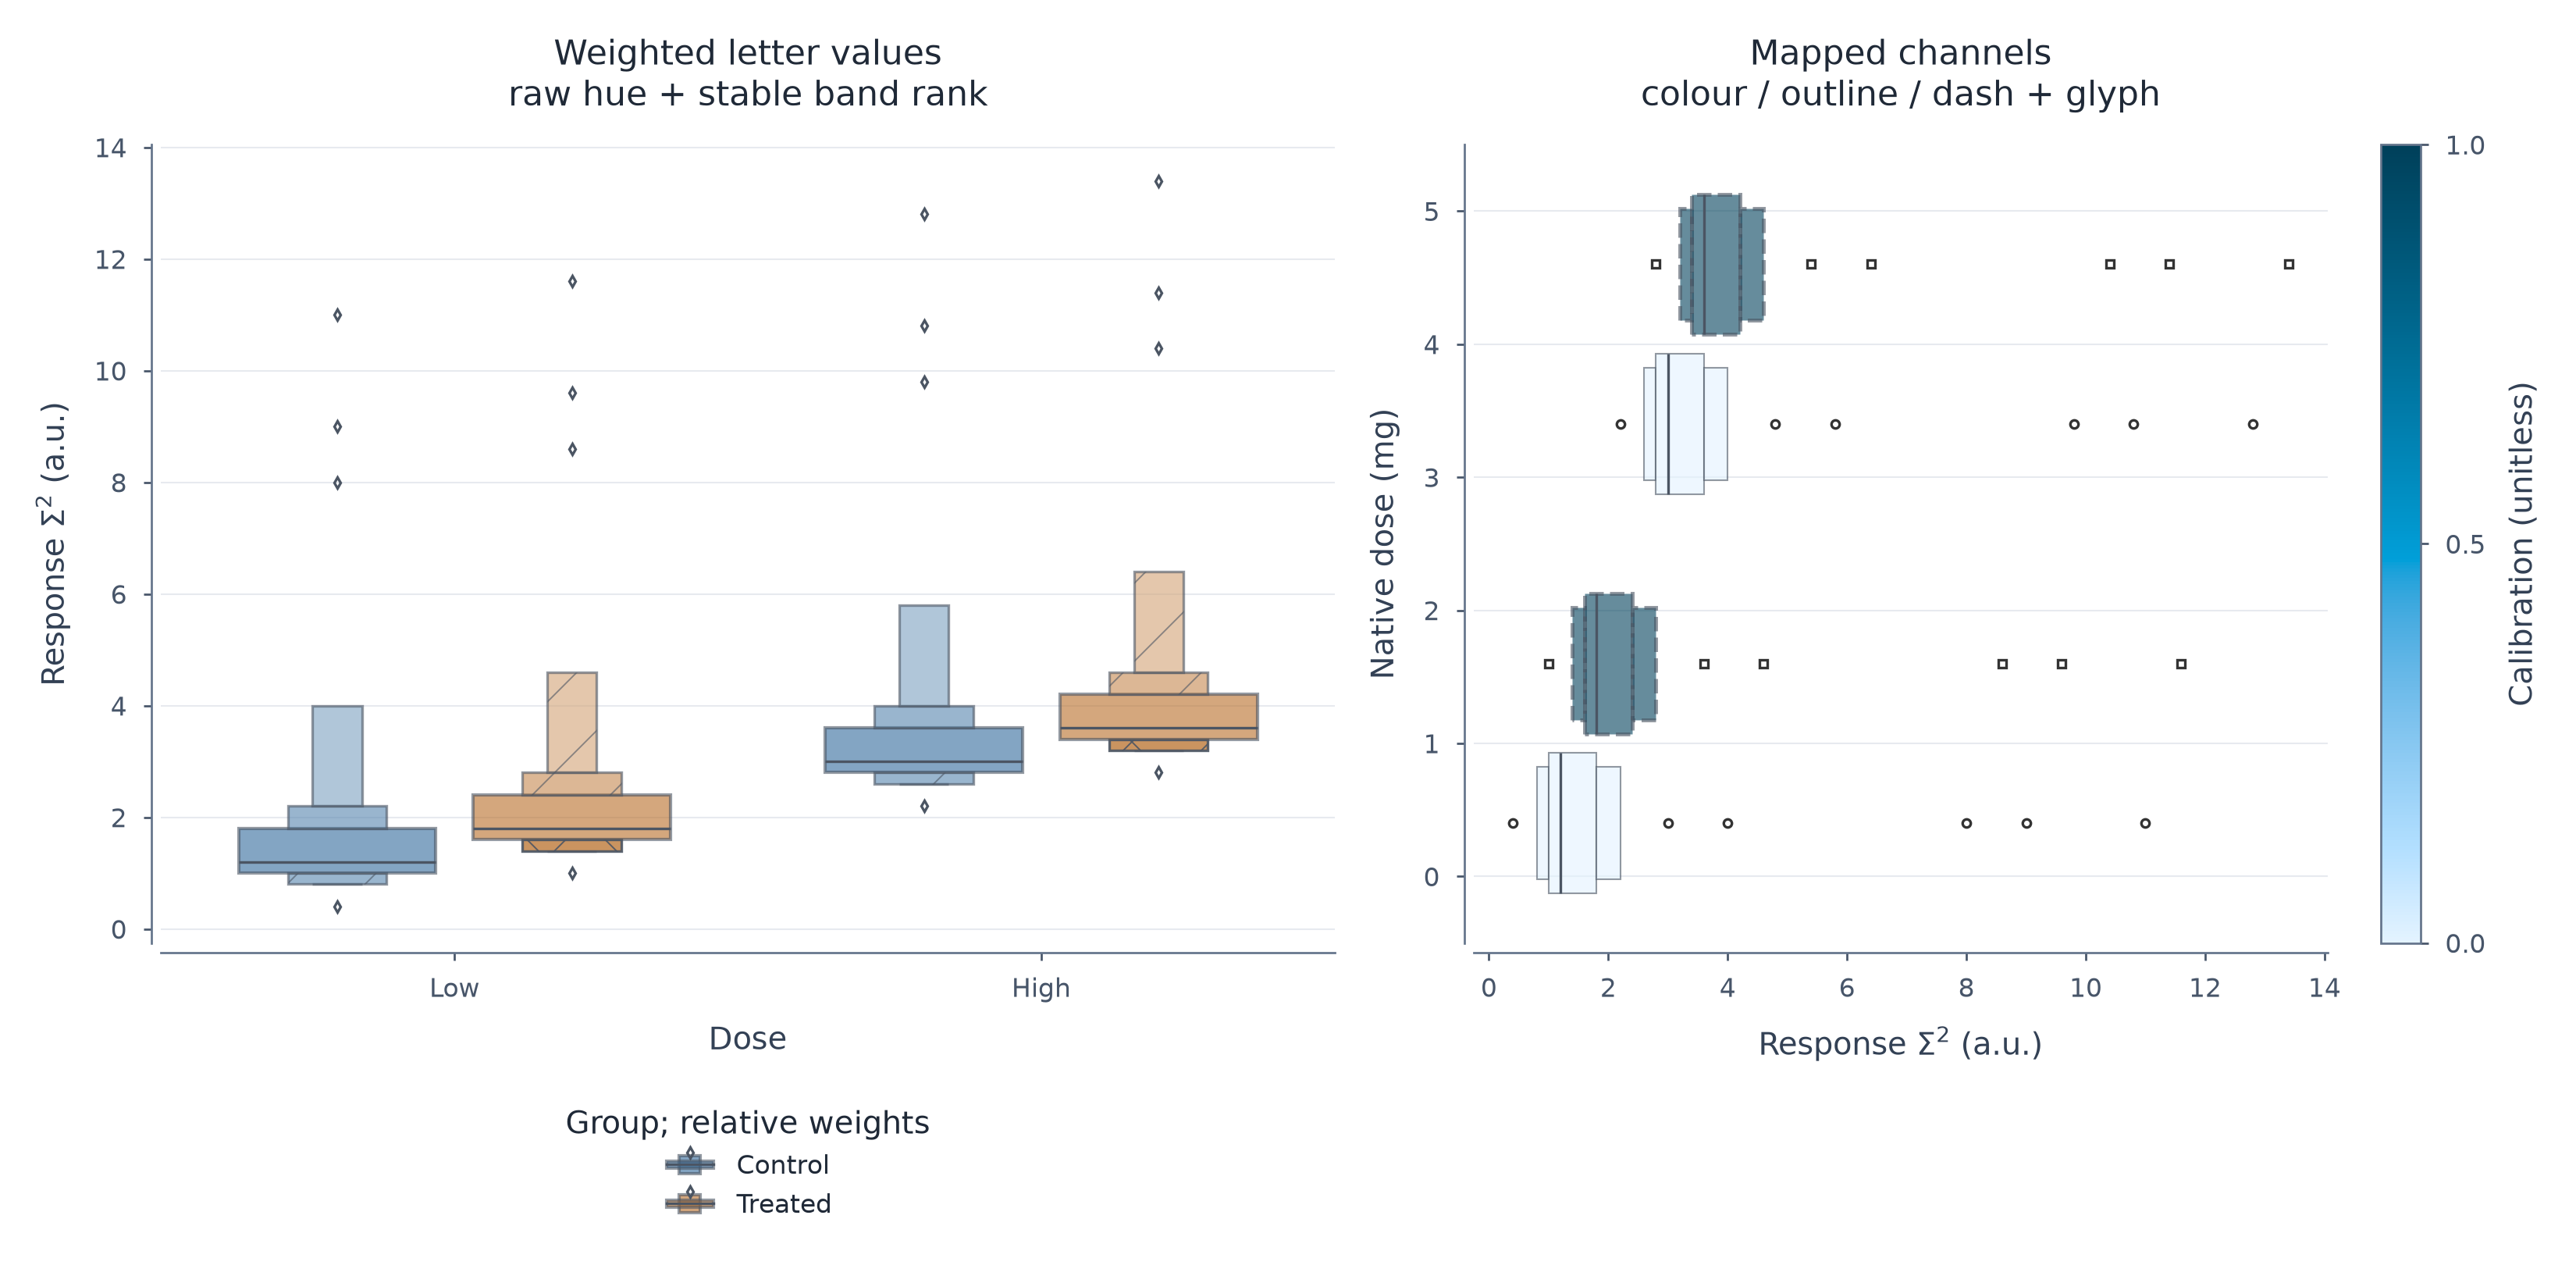 Weighted letter values
raw hue + stable band rank
Response Σ² (a.u.)
14
12
10
8
6
4
2
0
Low
High
Dose
Group; relative weights
Control
Treated
Mapped channels
colour / outline / dash + glyph
Native dose (mg)
5
4
3
2
1
0
0
2
4
6
8
10
12
14
Response Σ² (a.u.)
1.0
0.5
0.0
Calibration (unitless)